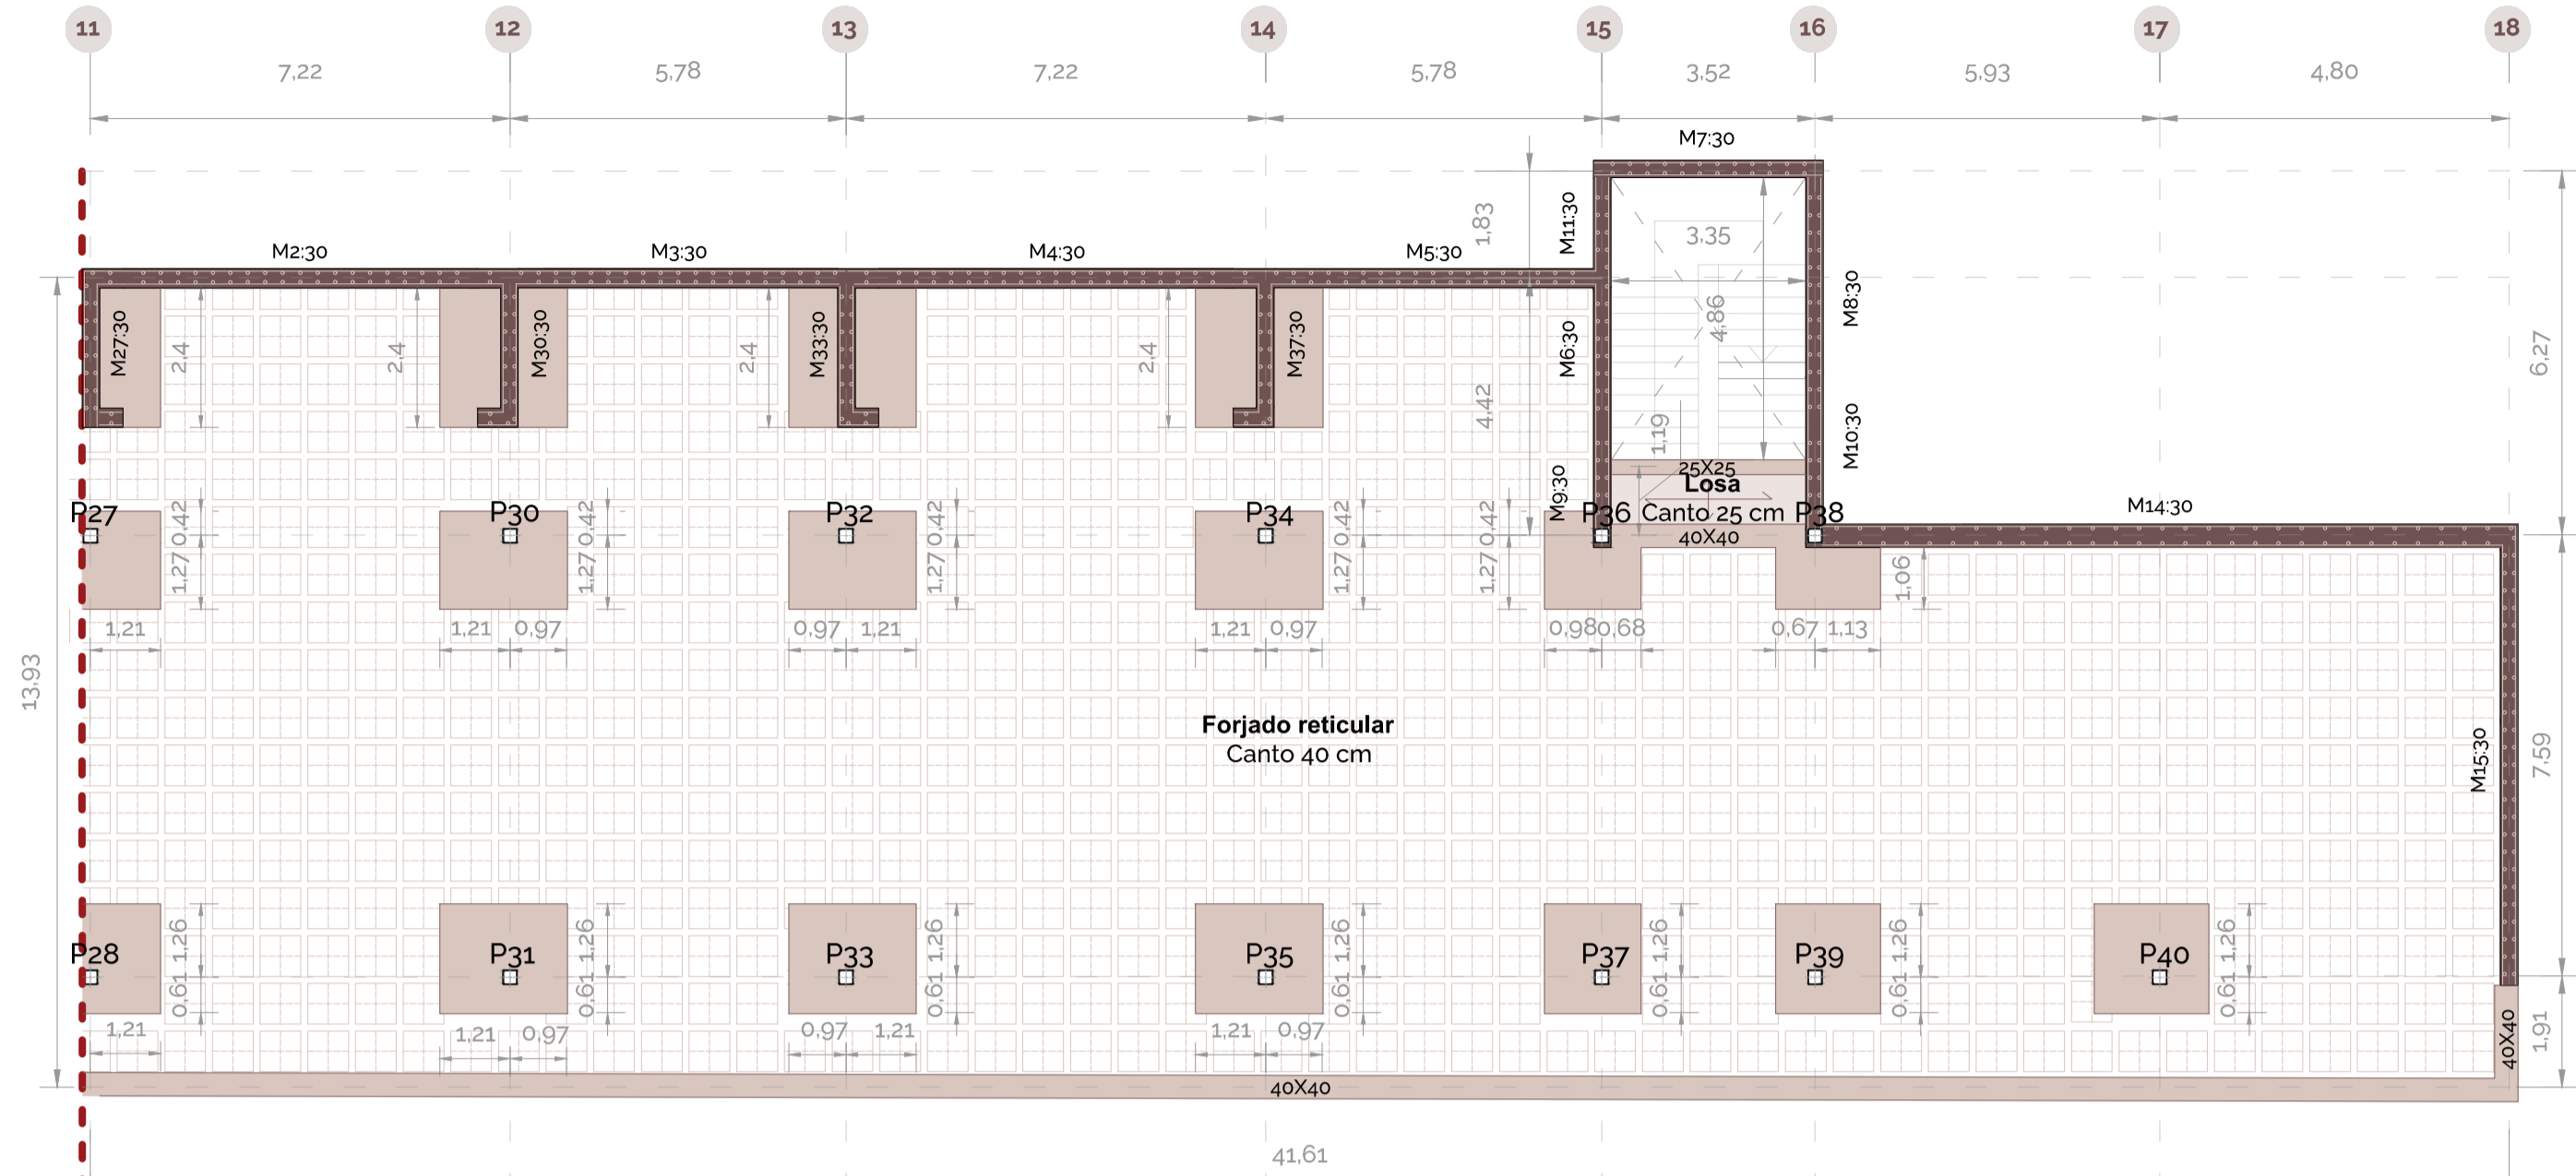 11 12 13 14 15 16 17 18
7,22 5,78 7,22 5,78 3,52 5,93 4,80
M7:30
M2:30 M3:30 M4:30 M5:30
1,83
M11:30
3,35
4,86
M8:30
6,27
M27:30
2,4
2,4
M30:30
2,4
M33:30
2,4
M37:30
4,42
M6:30
1,19
M10:30
M9:30
25X25
Losa
Canto 25 cm
40X40
M14:30
P27 P30 P32 P34 P36 P38
0,42 0,42 0,42 0,42 0,42
1,27 1,27 1,27 1,27 1,27
1,06
1,21 1,21 0,97 0,97 1,21 1,21 0,97 0,98 0,68 0,67 1,13
13,93
Forjado reticular
Canto 40 cm
M15:30
7,59
P28 P31 P33 P35 P37 P39 P40
1,26 1,26 1,26 1,26 1,26 1,26 1,26
0,61 0,61 0,61 0,61 0,61 0,61 0,61
1,21 1,21 0,97 0,97 1,21 1,21 0,97
40X40
1,91
40X40
41,61